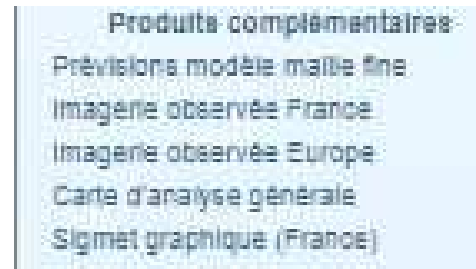 Produits complémentaires
Prévisions modèle maille fine
Imagerie observée France
Imagerie observée Europe
Carte d'analyse générale
Sigmet graphique (France)